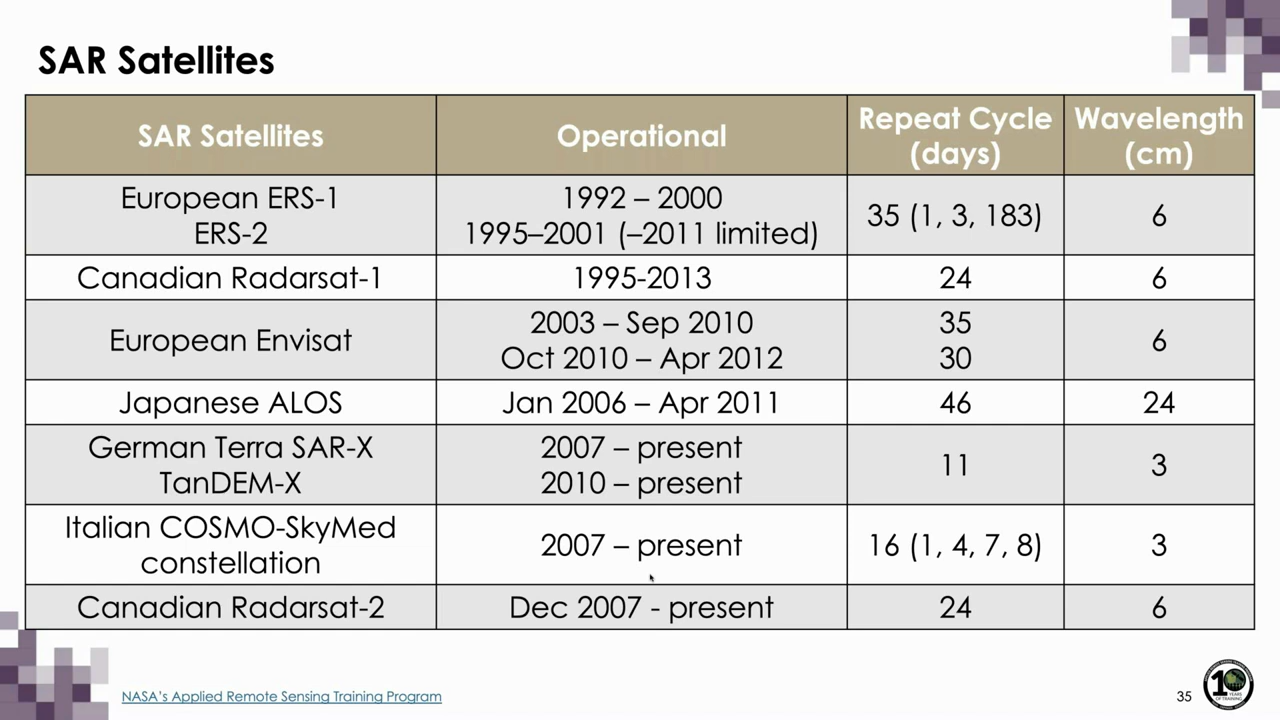 SAR Satellites
SAR Satellites
Operational
Repeat Cycle
(days)
Wavelength
(cm)
European ERS-1
ERS-2
1992 – 2000
1995–2001 (–2011 limited)
35 (1, 3, 183)
6
Canadian Radarsat-1
1995-2013
24
6
European Envisat
2003 – Sep 2010
Oct 2010 – Apr 2012
35
30
6
Japanese ALOS
Jan 2006 – Apr 2011
46
24
German Terra SAR-X
TanDEM-X
2007 – present
2010 – present
11
3
Italian COSMO-SkyMed
constellation
2007 – present
16 (1, 4, 7, 8)
3
Canadian Radarsat-2
Dec 2007 - present
24
6
NASA's Applied Remote Sensing Training Program
35
10
YEARS
OF TRAINING